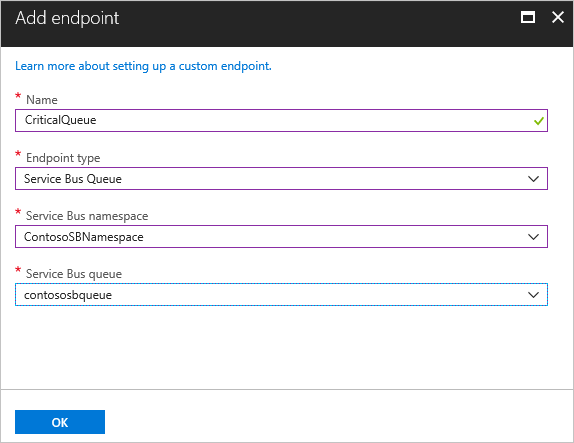 Add endpoint
Learn more about setting up a custom endpoint.
* Name
CriticalQueue
* Endpoint type
Service Bus Queue
* Service Bus namespace
ContosoSBNamespace
* Service Bus queue
contososbqueue
OK